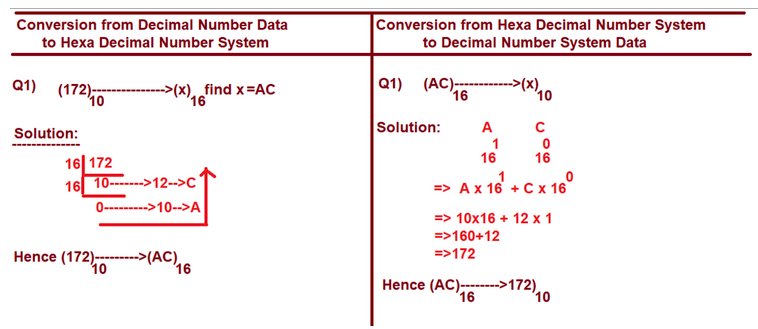 Conversion from Decimal Number Data
to Hexa Decimal Number System
Q1) (172)--------------->(x) find x =AC
10 16
Solution:
--------------
16 172
16 10------->12-->C
0--------->10-->A
Hence (172)--------->(AC)
10 16
Conversion from Hexa Decimal Number System
to Decimal Number System Data
Q1) (AC)------------>(x)
16 10
Solution: A C
1 0
16 16
1 0
=> A x 16 + C x 16
=> 10x16 + 12 x 1
=>160+12
=>172
Hence (AC)-------->172)
16 10